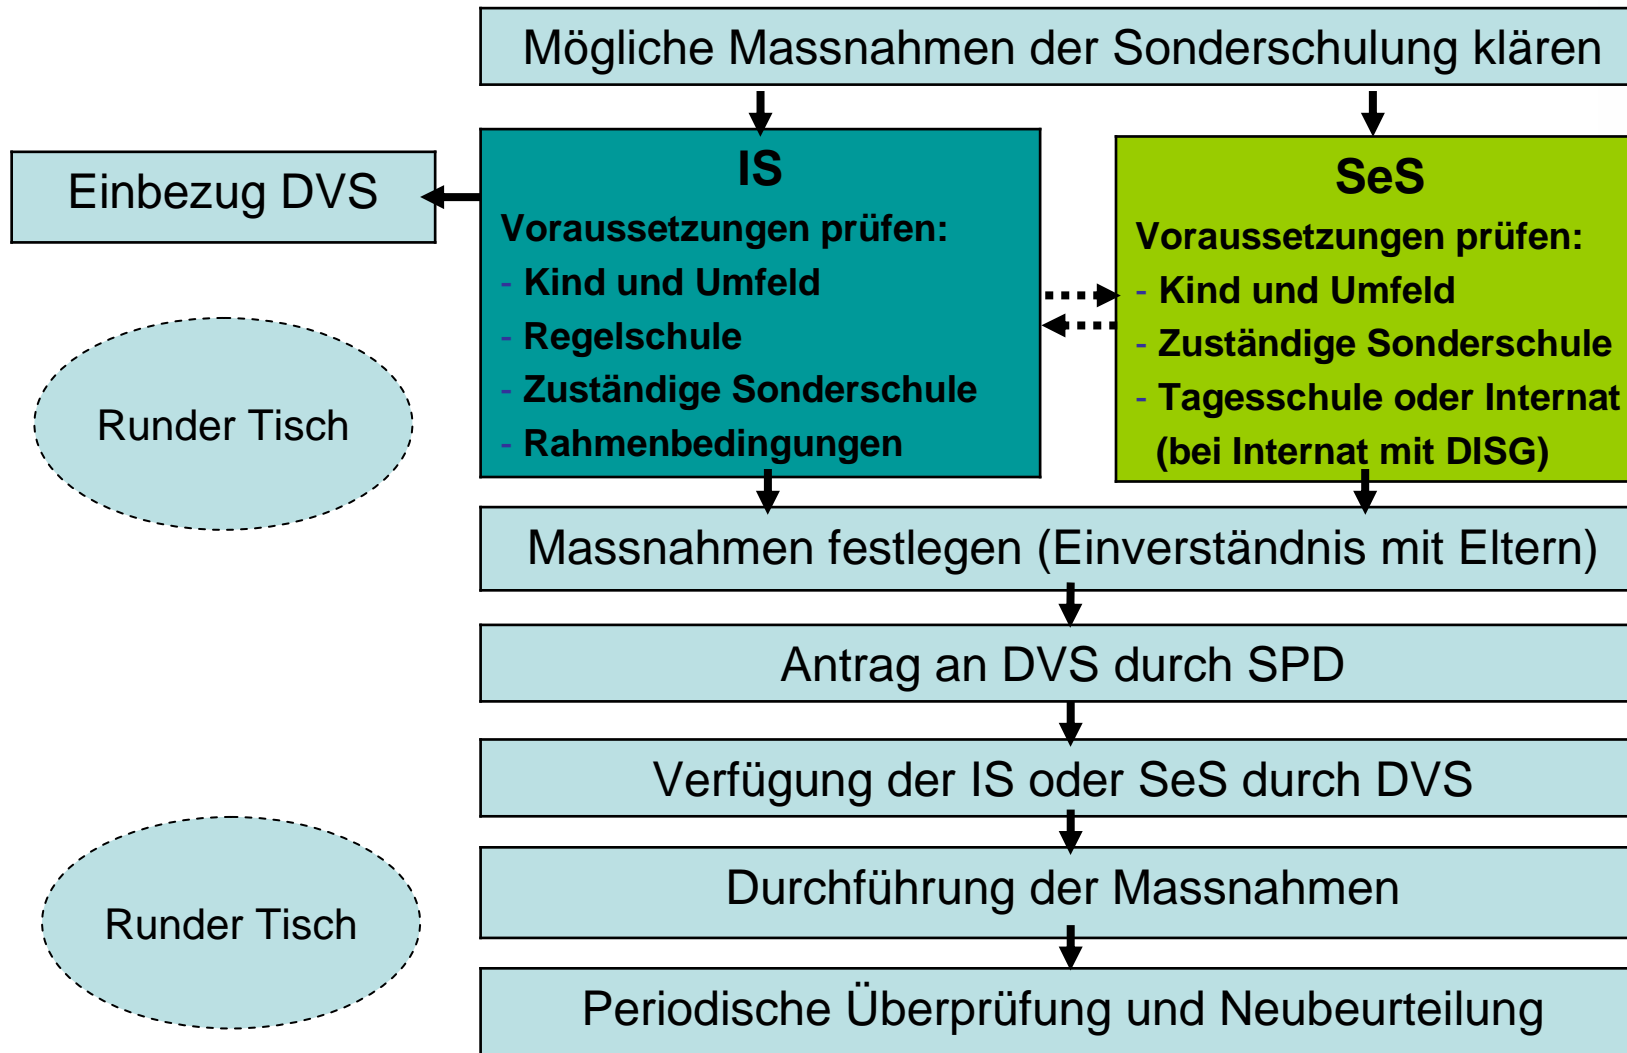 Mögliche Massnahmen der Sonderschulung klären
Einbezug DVS
IS
Voraussetzungen prüfen:
- Kind und Umfeld
- Regelschule
- Zuständige Sonderschule
- Rahmenbedingungen
SeS
Voraussetzungen prüfen:
- Kind und Umfeld
- Zuständige Sonderschule
- Tagesschule oder Internat
(bei Internat mit DISG)
Runder Tisch
Massnahmen festlegen (Einverständnis mit Eltern)
Antrag an DVS durch SPD
Verfügung der IS oder SeS durch DVS
Durchführung der Massnahmen
Runder Tisch
Periodische Überprüfung und Neubeurteilung